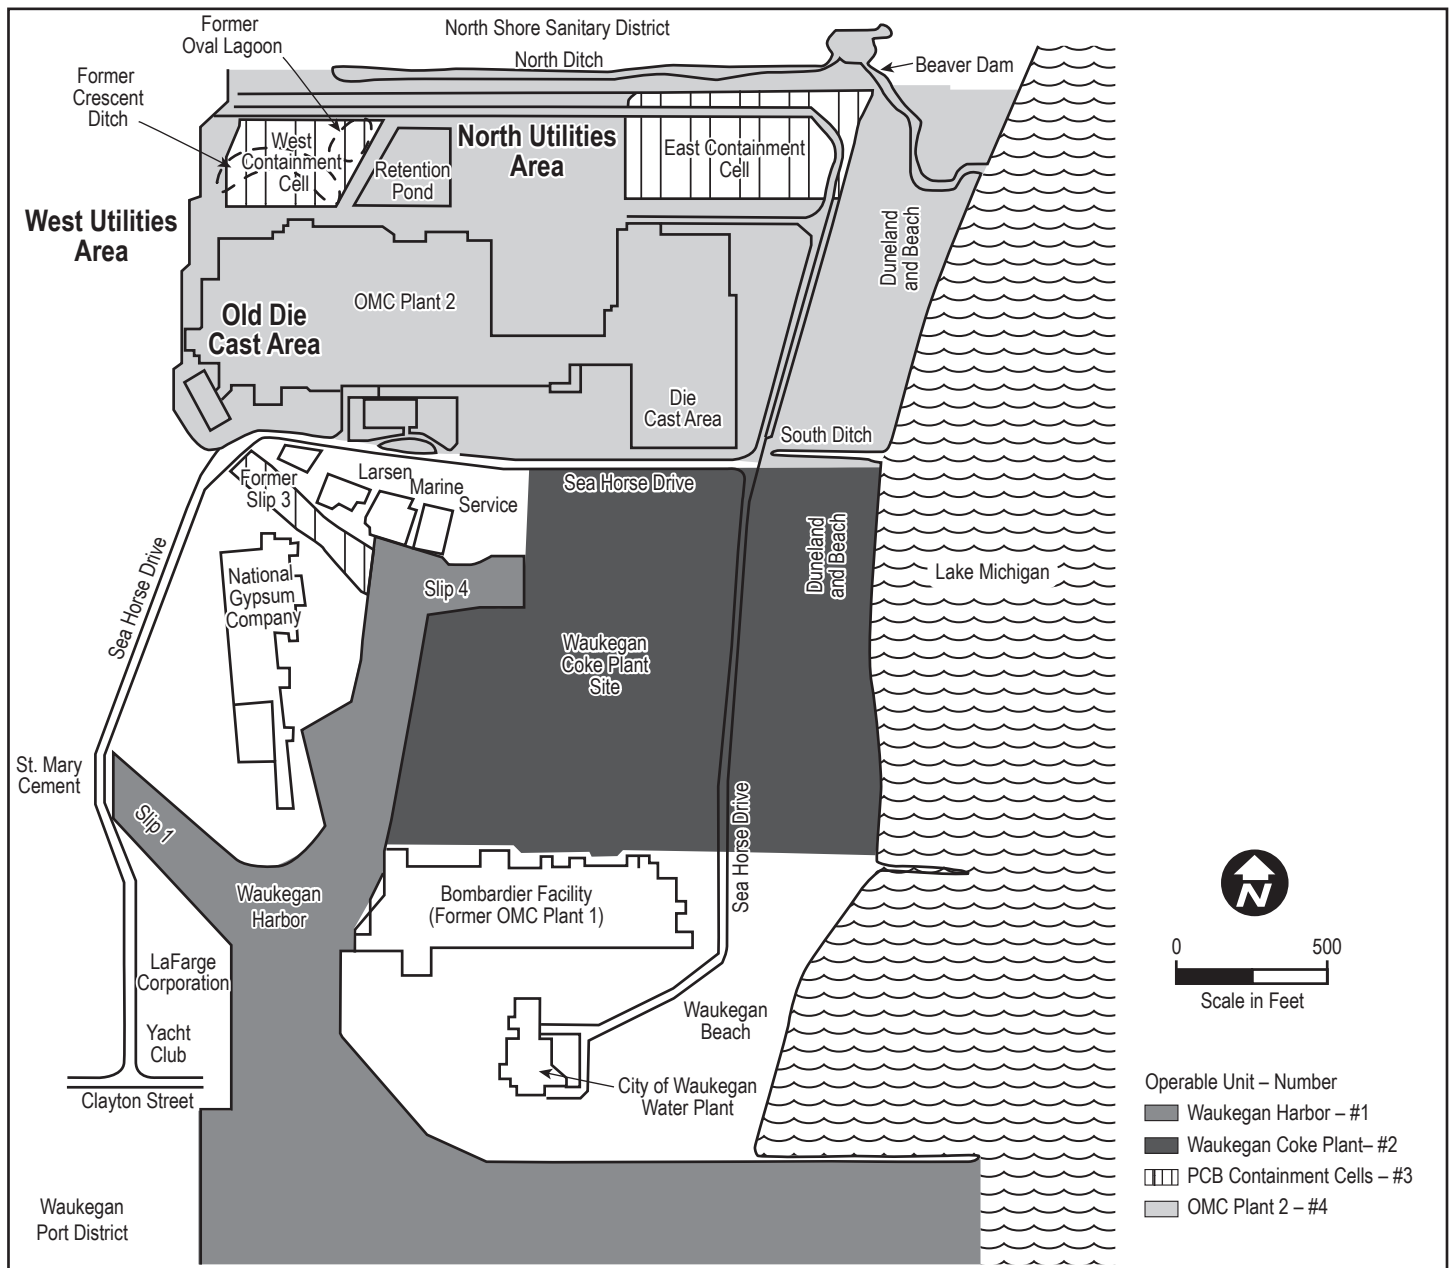 Former
Oval Lagoon
North Shore Sanitary District
North Ditch
Beaver Dam
Former
Crescent
Ditch
West
Containment
Cell
Retention
Pond
North Utilities
Area
East Containment
Cell
West Utilities
Area
Duneland
and Beach
OMC Plant 2
Old Die
Cast Area
Die
Cast Area
South Ditch
Former
Slip 3
Larsen
Marine
Service
Sea Horse Drive
Duneland
and Beach
Lake Michigan
Sea Horse Drive
National
Gypsum
Company
Slip 4
Waukegan
Coke Plant
Site
St. Mary
Cement
Slip 1
Sea Horse Drive
Waukegan
Harbor
Bombardier Facility
(Former OMC Plant 1)
N
0 500
Scale in Feet
LaFarge
Corporation
Yacht
Club
Clayton Street
Waukegan
Beach
City of Waukegan
Water Plant
Waukegan
Port District
Operable Unit – Number
Waukegan Harbor – #1
Waukegan Coke Plant– #2
PCB Containment Cells – #3
OMC Plant 2 – #4